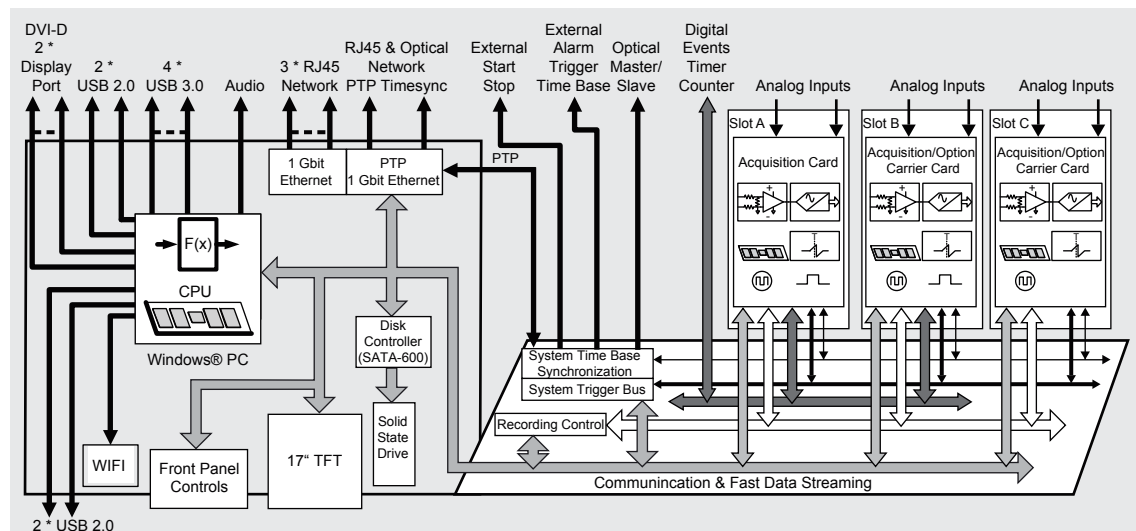 DVI-D
2 *
Display
Port
2 *
USB 2.0
4 *
USB 3.0
Audio
3 * RJ45
Network
RJ45 & Optical
Network
PTP Timesync
External
Start
Stop
External
Alarm
Trigger
Time Base
Optical
Master/
Slave
Digital
Events
Timer
Counter
Analog Inputs
Analog Inputs
Analog Inputs
Slot A
Slot B
Slot C
1 Gbit
Ethernet
PTP
1 Gbit Ethernet
PTP
Acquisition Card
Acquisition/Option
Carrier Card
Acquisition/Option
Carrier Card
F(x)
CPU
Windows® PC
Disk
Controller
(SATA-600)
System Time Base
Synchronization
System Trigger Bus
Recording Control
Solid
State
Drive
WIFI
Front Panel
Controls
17“ TFT
Communincation & Fast Data Streaming
2 * USB 2.0